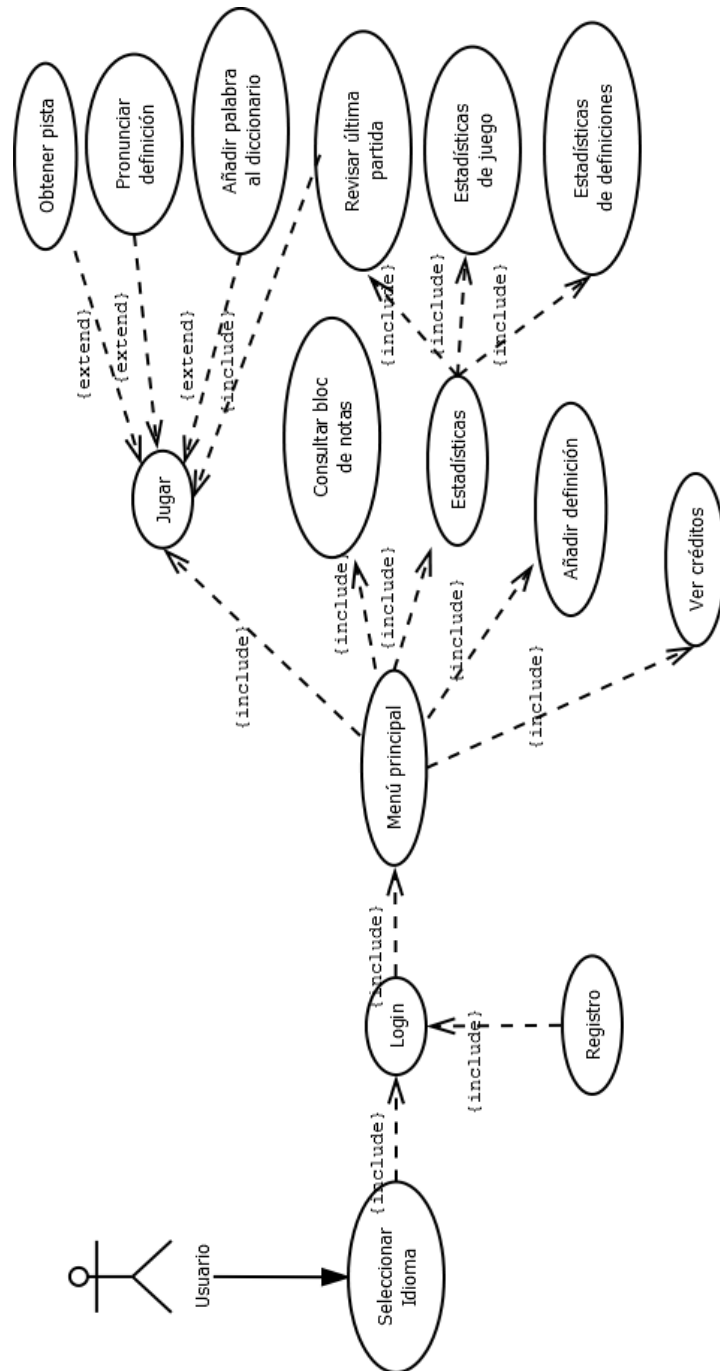 Usuario
Seleccionar
Idioma
{include}
Login
{include}
Registro
{include}
Menú principal
{include}
{include}
{include}
{include}
{include}
Jugar
Consultar bloc
de notas
Estadísticas
Añadir definición
Ver créditos
{extend}
{extend}
{extend}
{include}
{include}
{include}
{include}
Obtener pista
Pronunciar
definición
Añadir palabra
al diccionario
Revisar última
partida
Estadísticas
de juego
Estadísticas
de definiciones